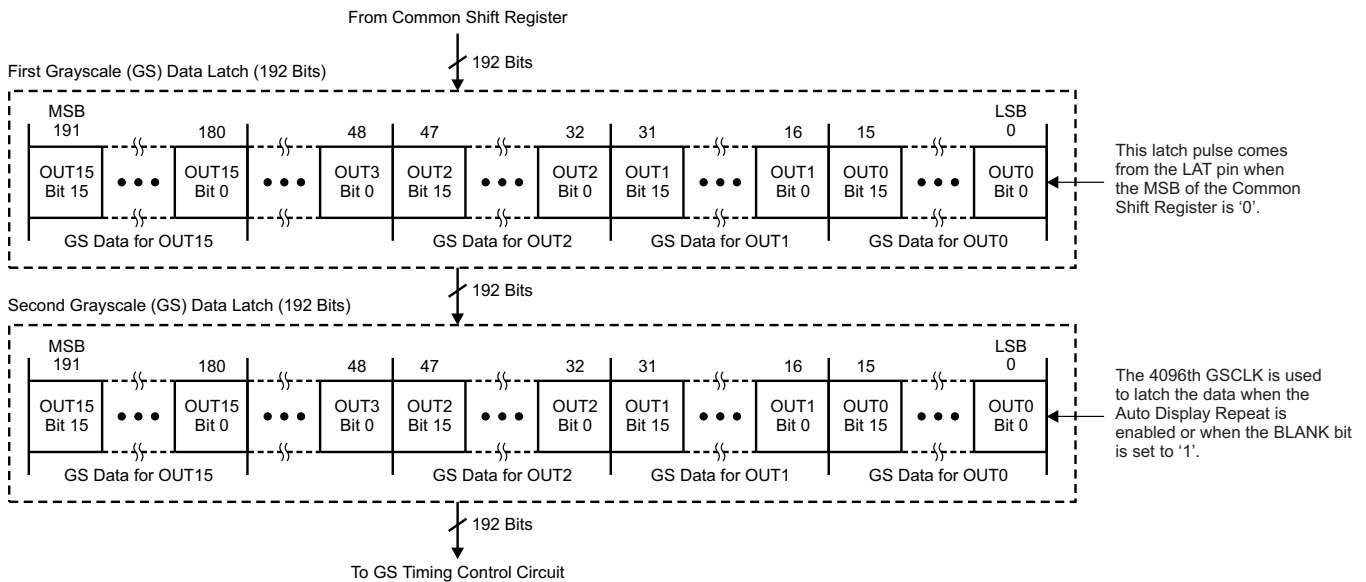 From Common Shift Register
192 Bits
First Grayscale (GS) Data Latch (192 Bits)
MSB
LSB
191 180 48 47 32 31 16 15 0
OUT15 OUT15 OUT3 OUT2 OUT2 OUT1 OUT1 OUT0 OUT0
Bit 15 Bit 0 Bit 0 Bit 15 Bit 0 Bit 15 Bit 0 Bit 15 Bit 0
GS Data for OUT15 GS Data for OUT2 GS Data for OUT1 GS Data for OUT0
This latch pulse comes
from the LAT pin when
the MSB of the Common
Shift Register is ‘0’.
192 Bits
Second Grayscale (GS) Data Latch (192 Bits)
MSB
LSB
191 180 48 47 32 31 16 15 0
OUT15 OUT15 OUT3 OUT2 OUT2 OUT1 OUT1 OUT0 OUT0
Bit 15 Bit 0 Bit 0 Bit 15 Bit 0 Bit 15 Bit 0 Bit 15 Bit 0
GS Data for OUT15 GS Data for OUT2 GS Data for OUT1 GS Data for OUT0
The 4096th GSCLK is used
to latch the data when the
Auto Display Repeat is
enabled or when the BLANK bit
is set to ‘1’.
192 Bits
To GS Timing Control Circuit